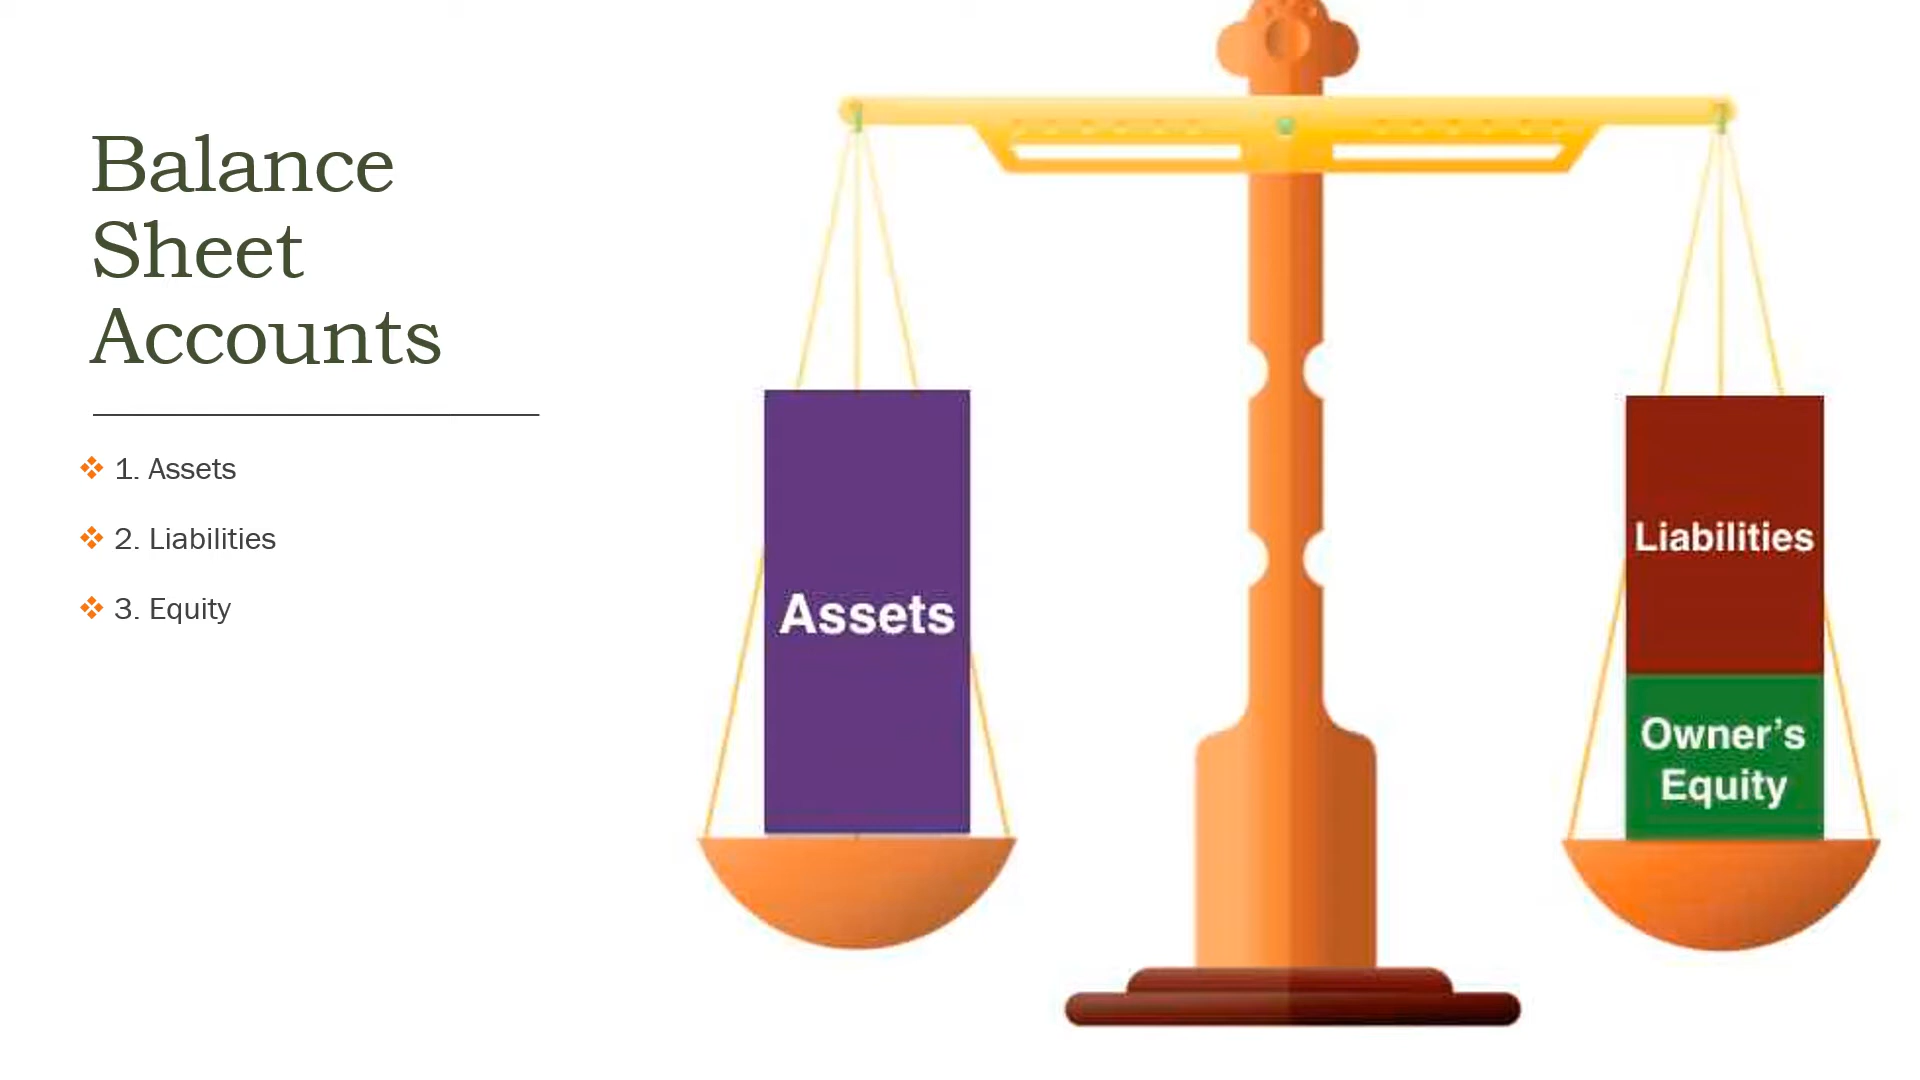 Balance
Sheet
Accounts
1. Assets
2. Liabilities
3. Equity
Assets
Liabilities
Owner’s
Equity